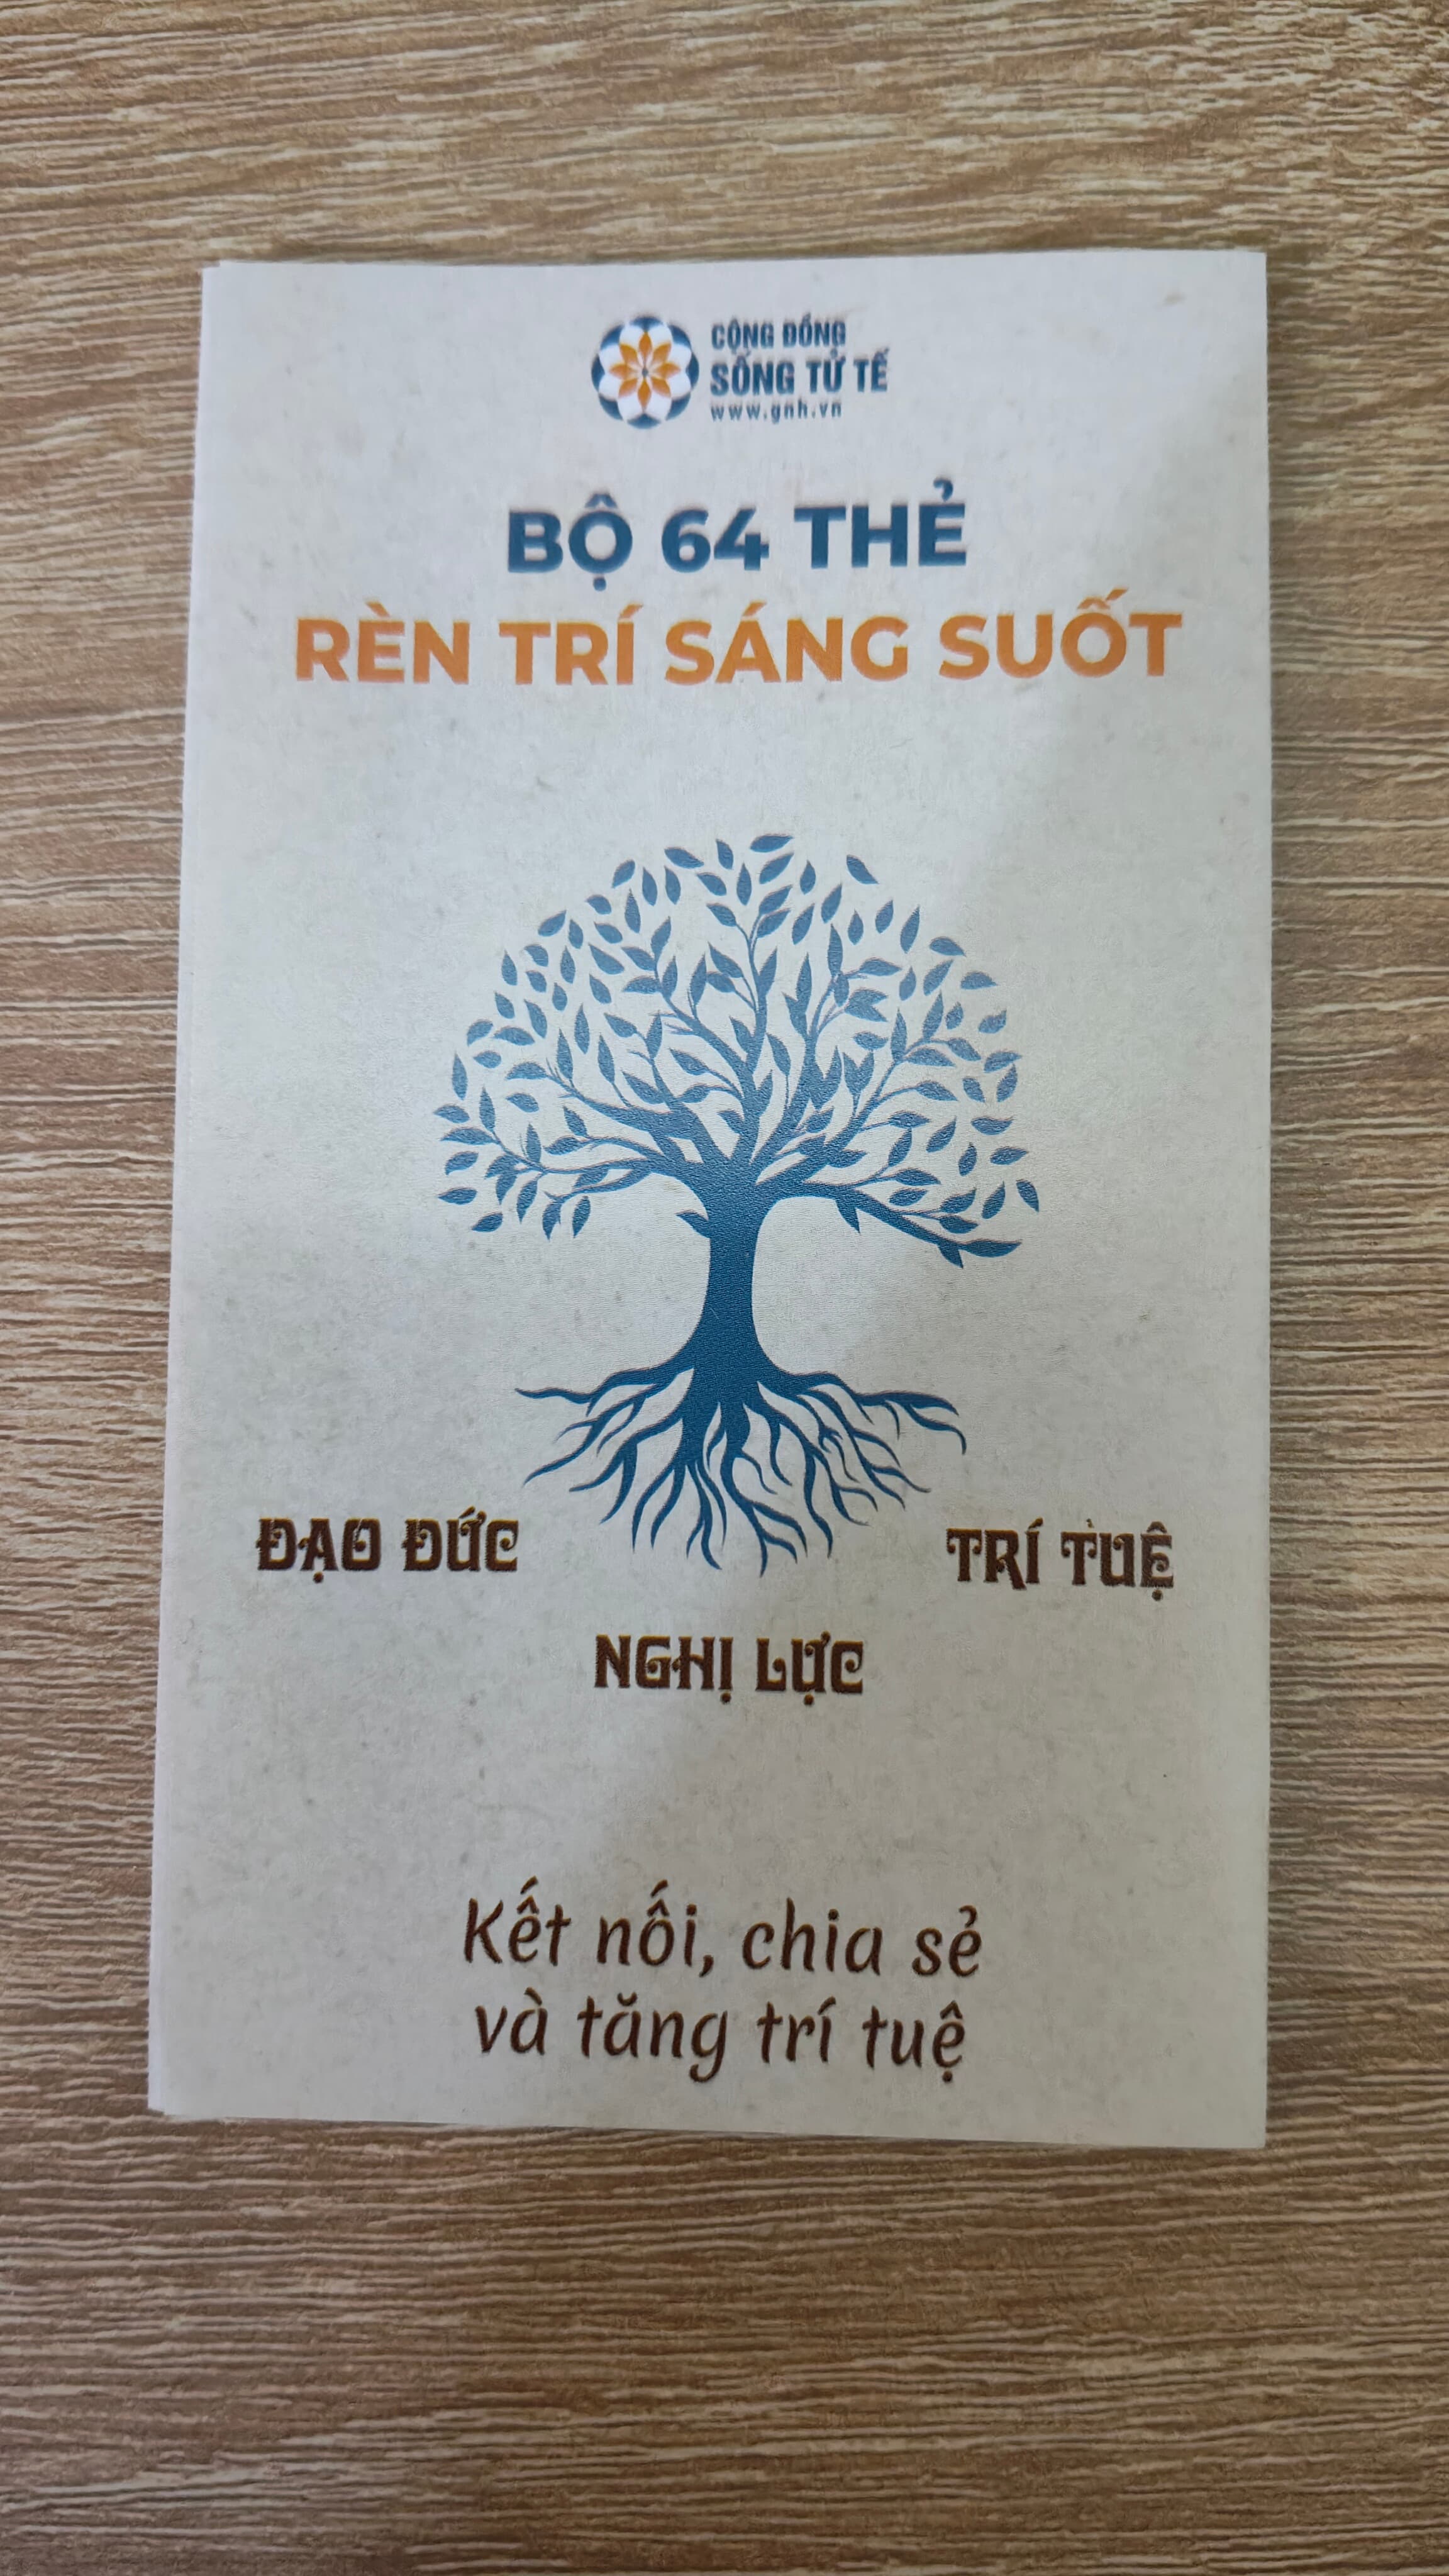 CỘNG ĐỒNG
SỐNG TỬ TẾ
www.gnh.vn
BỘ 64 THẺ
RÈN TRÍ SÁNG SUỐT
ĐẠO ĐỨC
TRÍ TUỆ
NGHỊ LỰC
Kết nối, chia sẻ
và tăng trí tuệ